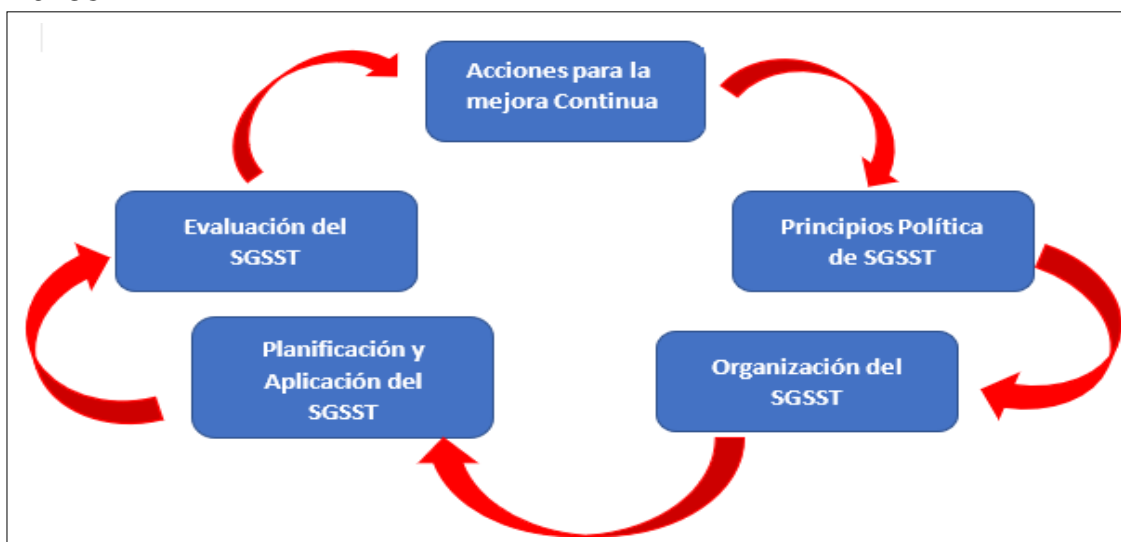 Acciones para la
mejora Continua
Evaluación del
SGSST
Principios Política
de SGSST
Planificación y
Aplicación del
SGSST
Organización del
SGSST